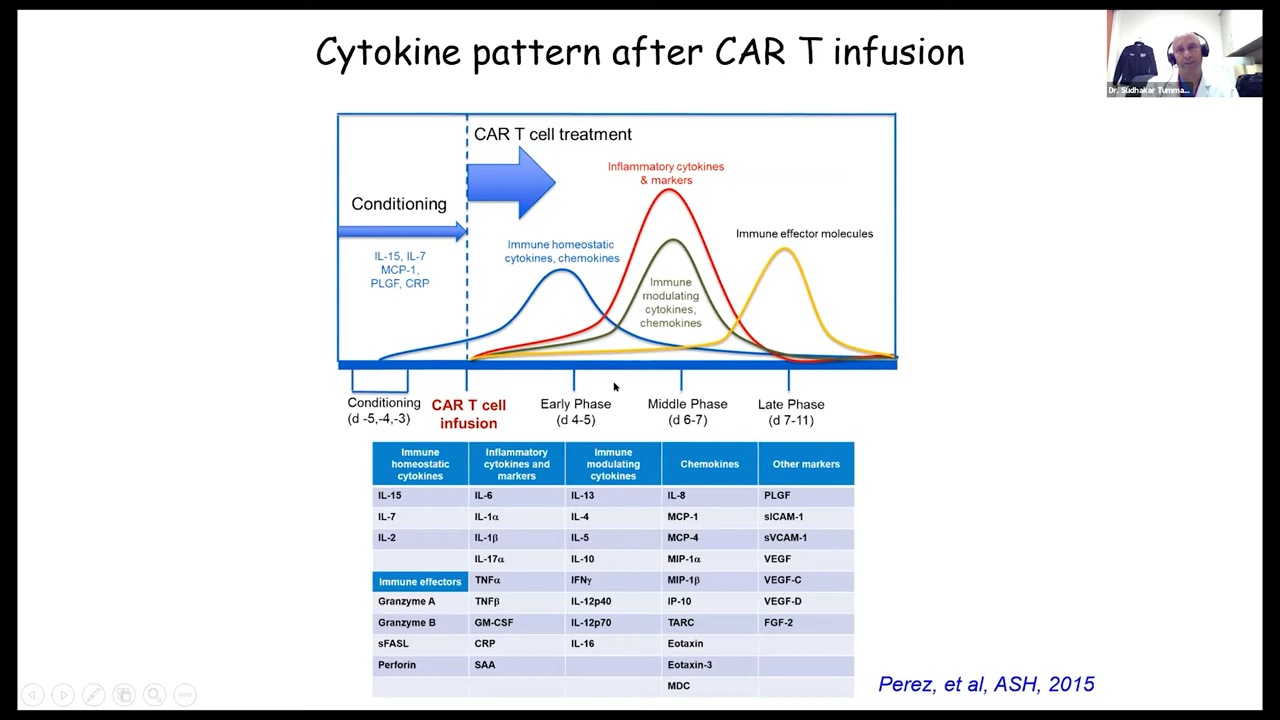 Cytokine pattern after CAR T infusion
Dr. Sudhakar Tumma...
CAR T cell treatment
Inflammatory cytokines
& markers
Conditioning
Immune effector molecules
Immune homeostatic
cytokines, chemokines
IL-15, IL-7
MCP-1,
PLGF, CRP
Immune
modulating
cytokines,
chemokines
Conditioning
(d -5,-4,-3)
CAR T cell
infusion
Early Phase
(d 4-5)
Middle Phase
(d 6-7)
Late Phase
(d 7-11)
Immune
homeostatic
cytokines
Inflammatory
cytokines and
markers
Immune
modulating
cytokines
Chemokines
Other markers
IL-15 IL-6 IL-13 IL-8 PLGF
IL-7 IL-1α IL-4 MCP-1 sICAM-1
IL-2 IL-1β IL-5 MCP-4 sVCAM-1
IL-17α IL-10 MIP-1α VEGF
Immune effectors TNFα IFNγ MIP-1β VEGF-C
Granzyme A TNFβ IL-12p40 IP-10 VEGF-D
Granzyme B GM-CSF IL-12p70 TARC FGF-2
sFASL CRP IL-16 Eotaxin
Perforin SAA Eotaxin-3
MDC
Perez, et al, ASH, 2015